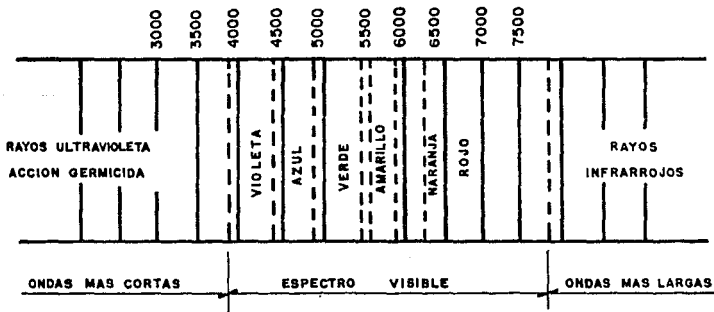 3000 3500 4000 4500 5000 5500 6000 6500 7000 7500
RAYOS ULTRAVIOLETA
ACCION GERMICIDA
VIOLETA
AZUL
VERDE
AMARILLO
NARANJA
ROJO
RAYOS
INFRARROJOS
ONDAS MAS CORTAS
ESPECTRO VISIBLE
ONDAS MAS LARGAS